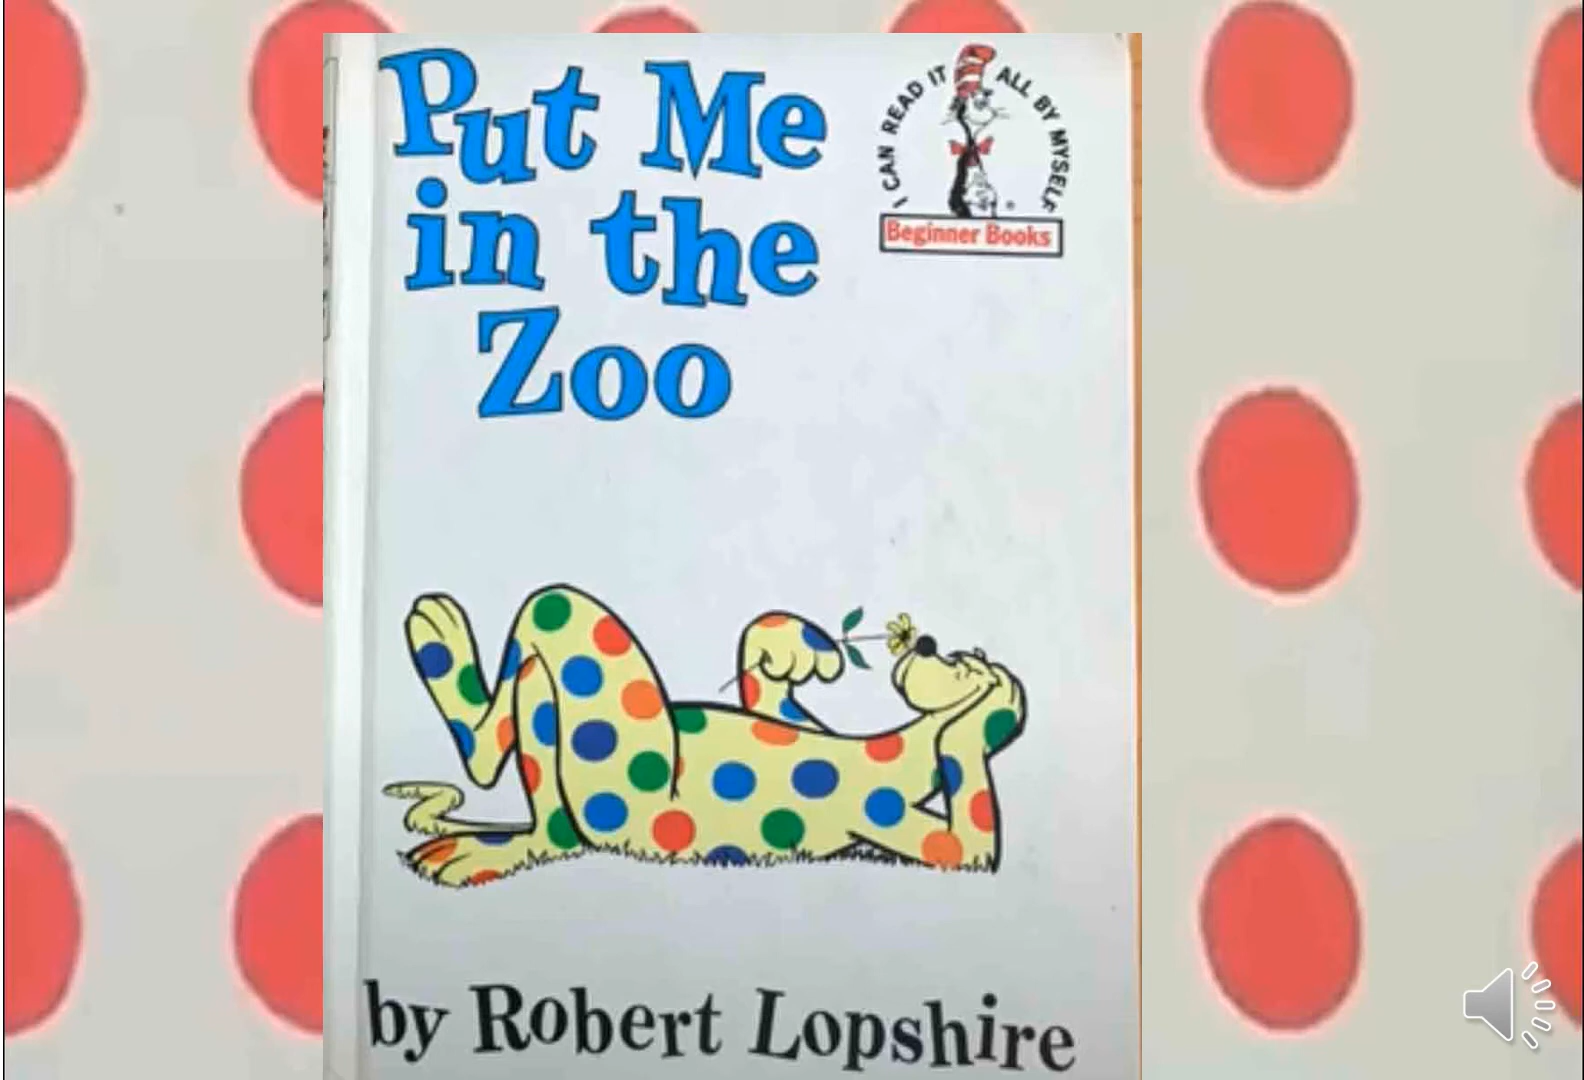 Put Me
in the
Zoo
I CAN READ IT ALL BY MYSELF
Beginner Books
by Robert Lopshire